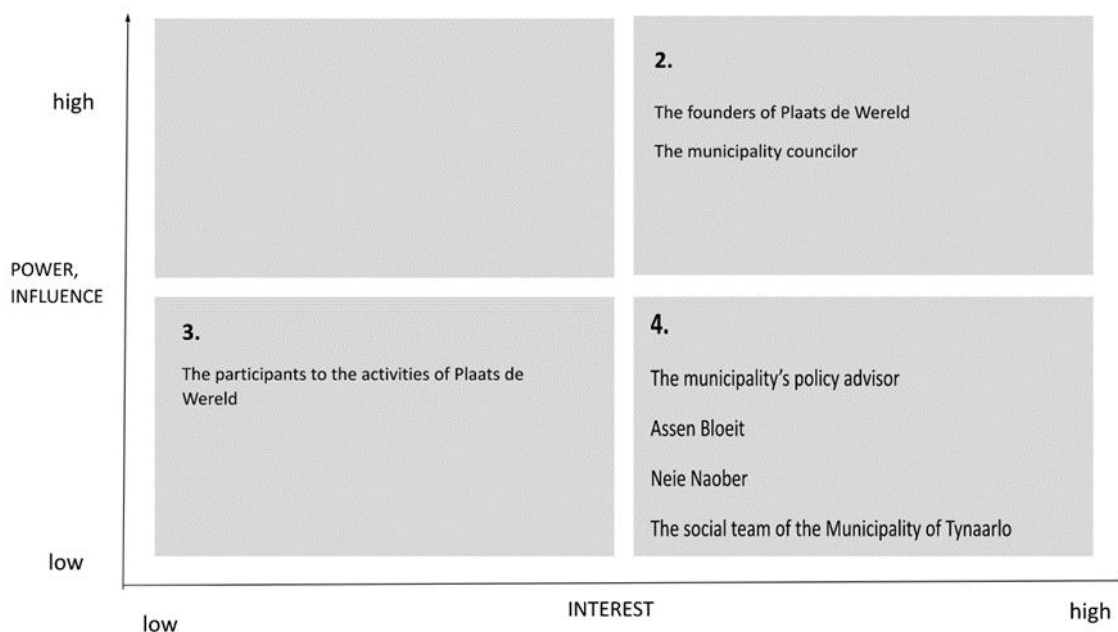 high
POWER,
INFLUENCE
low
2.
The founders of Plaats de Wereld
The municipality councilor
3.
The participants to the activities of Plaats de
Wereld
4.
The municipality's policy advisor
Assen Bloeit
Neie Naober
The social team of the Municipality of Tynaarlo
low
INTEREST
high